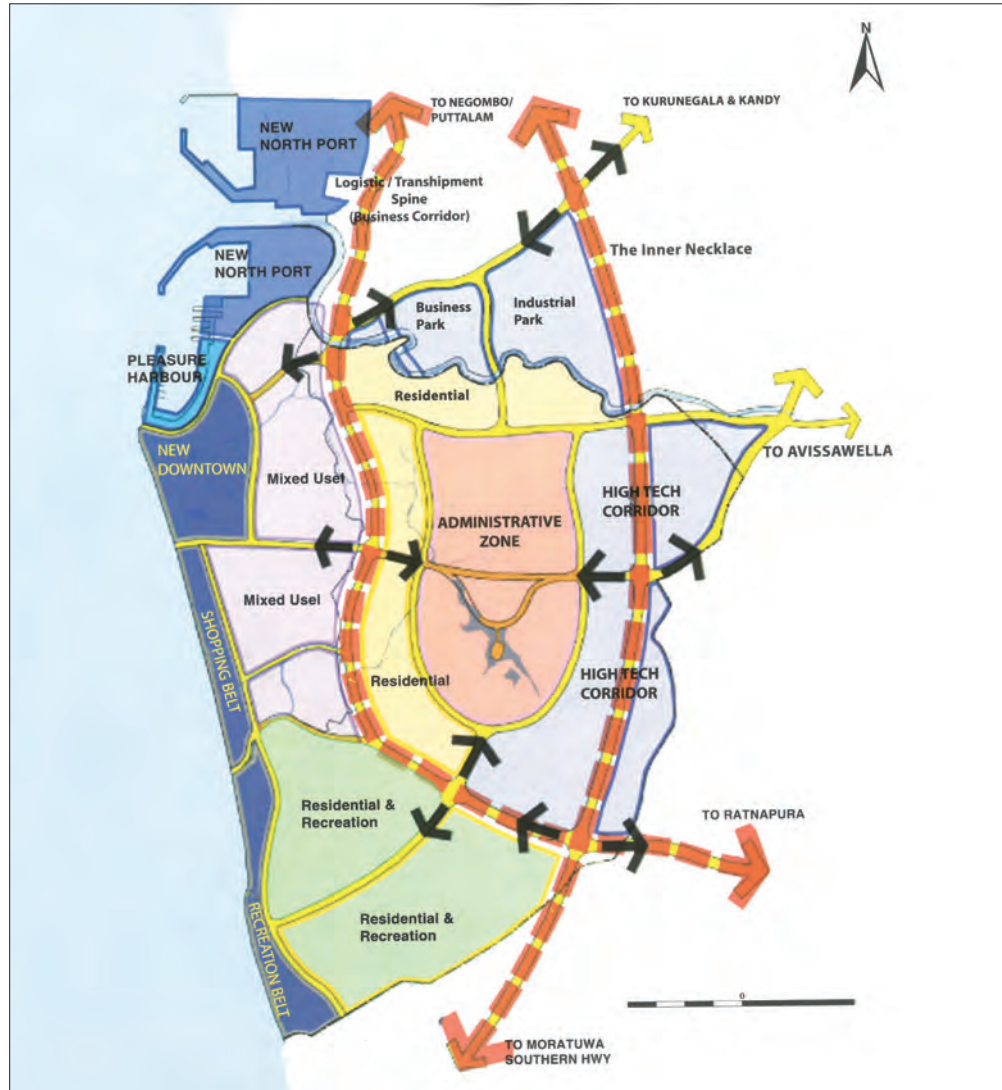 N
TO NEGOMBO/
PUTTALAM
TO KURUNEGALA & KANDY
NEW
NORTH PORT
Logistic / Transhipment
Spine
(Business Corridor)
The Inner Necklace
NEW
NORTH PORT
Business
Park
Industrial
Park
PLEASURE
HARBOUR
Residential
NEW
DOWNTOWN
TO AVISSAWELLA
Mixed Usel
HIGH TECH
CORRIDOR
ADMINISTRATIVE
ZONE
Mixed Usel
SHOPPING BELT
Residential
HIGH TECH
CORRIDOR
Residential &
Recreation
TO RATNAPURA
Residential &
Recreation
RECREATION BELT
0
TO MORATUWA
SOUTHERN HWY